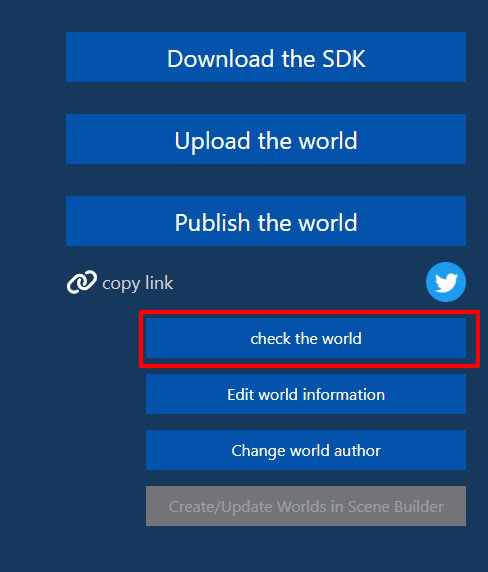 Download the SDK
Upload the world
Publish the world
copy link
check the world
Edit world information
Change world author
Create/Update Worlds in Scene Builder